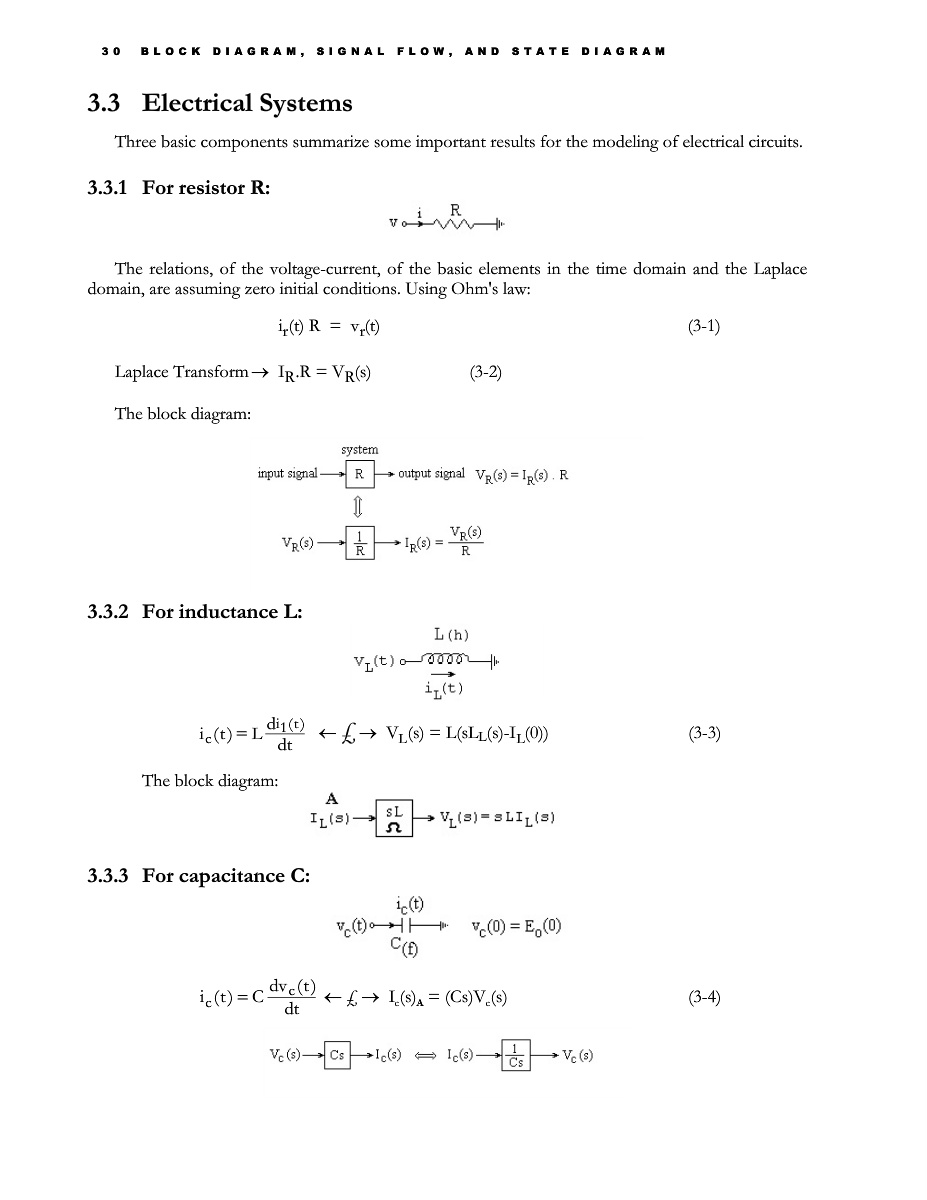 30 BLOCK DIAGRAM, SIGNAL FLOW, AND STATE DIAGRAM
3.3 Electrical Systems
Three basic components summarize some important results for the modeling of electrical circuits.
3.3.1 For resistor R:
i R
v
The relations, of the voltage-current, of the basic elements in the time domain and the Laplace
domain, are assuming zero initial conditions. Using Ohm's law:
i_r(t) R = v_r(t) (3-1)
Laplace Transform → I_R.R = V_R(s) (3-2)
The block diagram:
system
input signal → R → output signal V_R(s) = I_R(s) . R
⇕
V_R(s) → 1/R → I_R(s) = V_R(s)/R
3.3.2 For inductance L:
L (h)
V_L(t)
i_L(t)
i_c(t) = L di_1(t)/dt ← £ → V_L(s) = L(sL_L(s)-I_L(0)) (3-3)
The block diagram:
A
I_L(s) → sL Ω → V_L(s)=sLI_L(s)
3.3.3 For capacitance C:
i_c(t)
v_c(t) v_c(0) = E_o(0)
C(f)
i_c(t) = C dv_c(t)/dt ← £ → I_c(s)_A = (Cs)V_c(s) (3-4)
V_c(s) → Cs → I_c(s) ⟺ I_c(s) → 1/Cs → V_c(s)